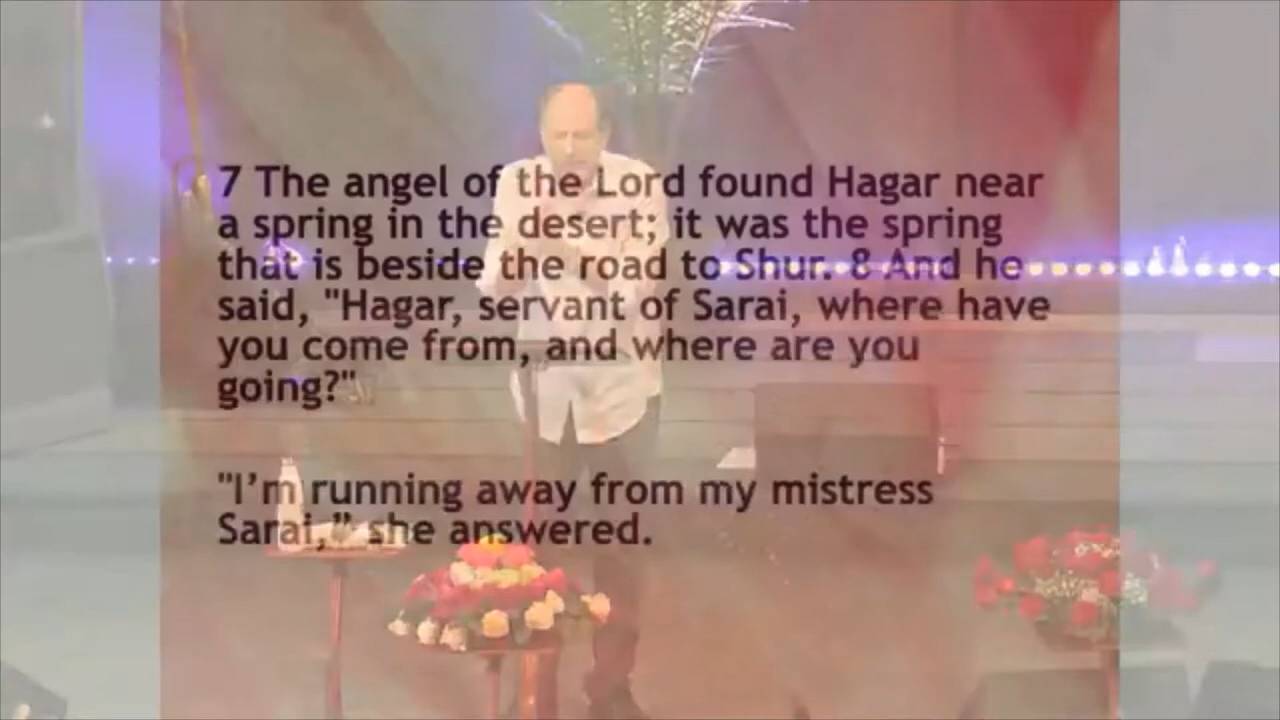 7 The angel of the Lord found Hagar near
a spring in the desert; it was the spring
that is beside the road to Shur. 8 And he
said, "Hagar, servant of Sarai, where have
you come from, and where are you
going?"
"I’m running away from my mistress
Sarai,” she answered.